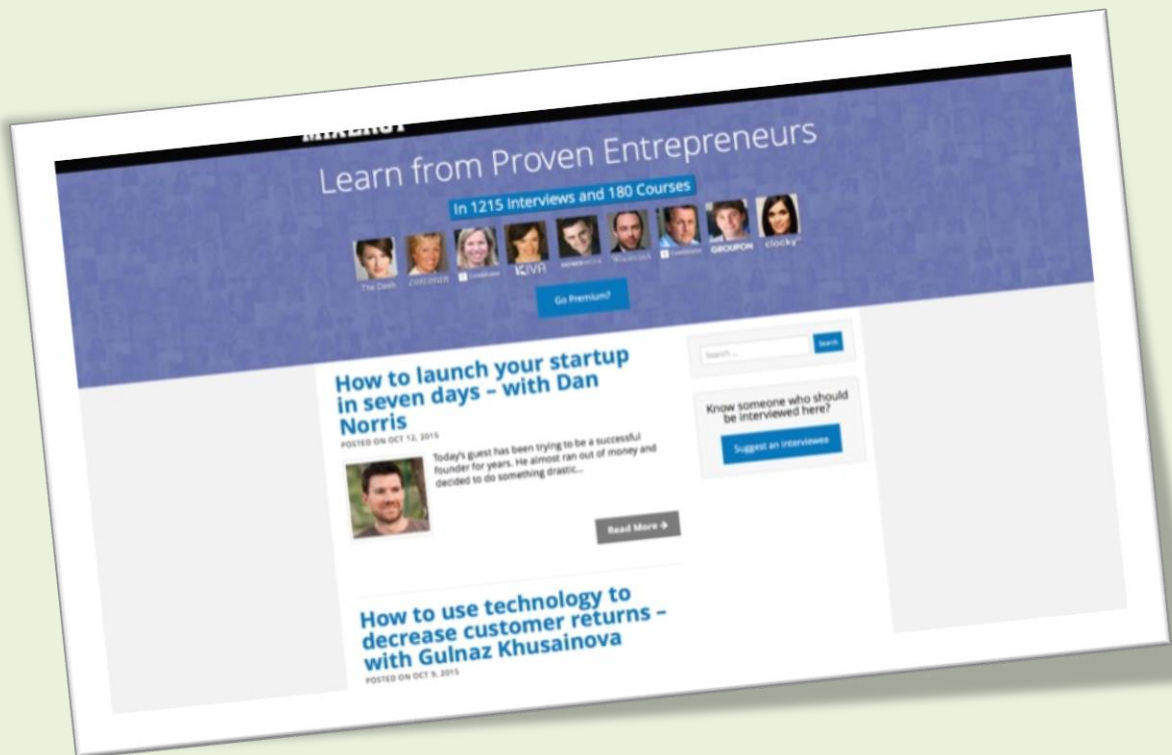 Learn from Proven Entrepreneurs
In 1215 Interviews and 180 Courses
The Dash
KIVA
GROUPON
clocky
Go Premium?
How to launch your startup
in seven days – with Dan
Norris
POSTED ON OCT 12, 2015
Today's guest has been trying to be a successful
founder for years. He almost ran out of money and
decided to do something drastic...
Read More →
Search ...
Search
Know someone who should
be interviewed here?
Suggest an interviewee
How to use technology to
decrease customer returns –
with Gulnaz Khusainova
POSTED ON OCT 9, 2015